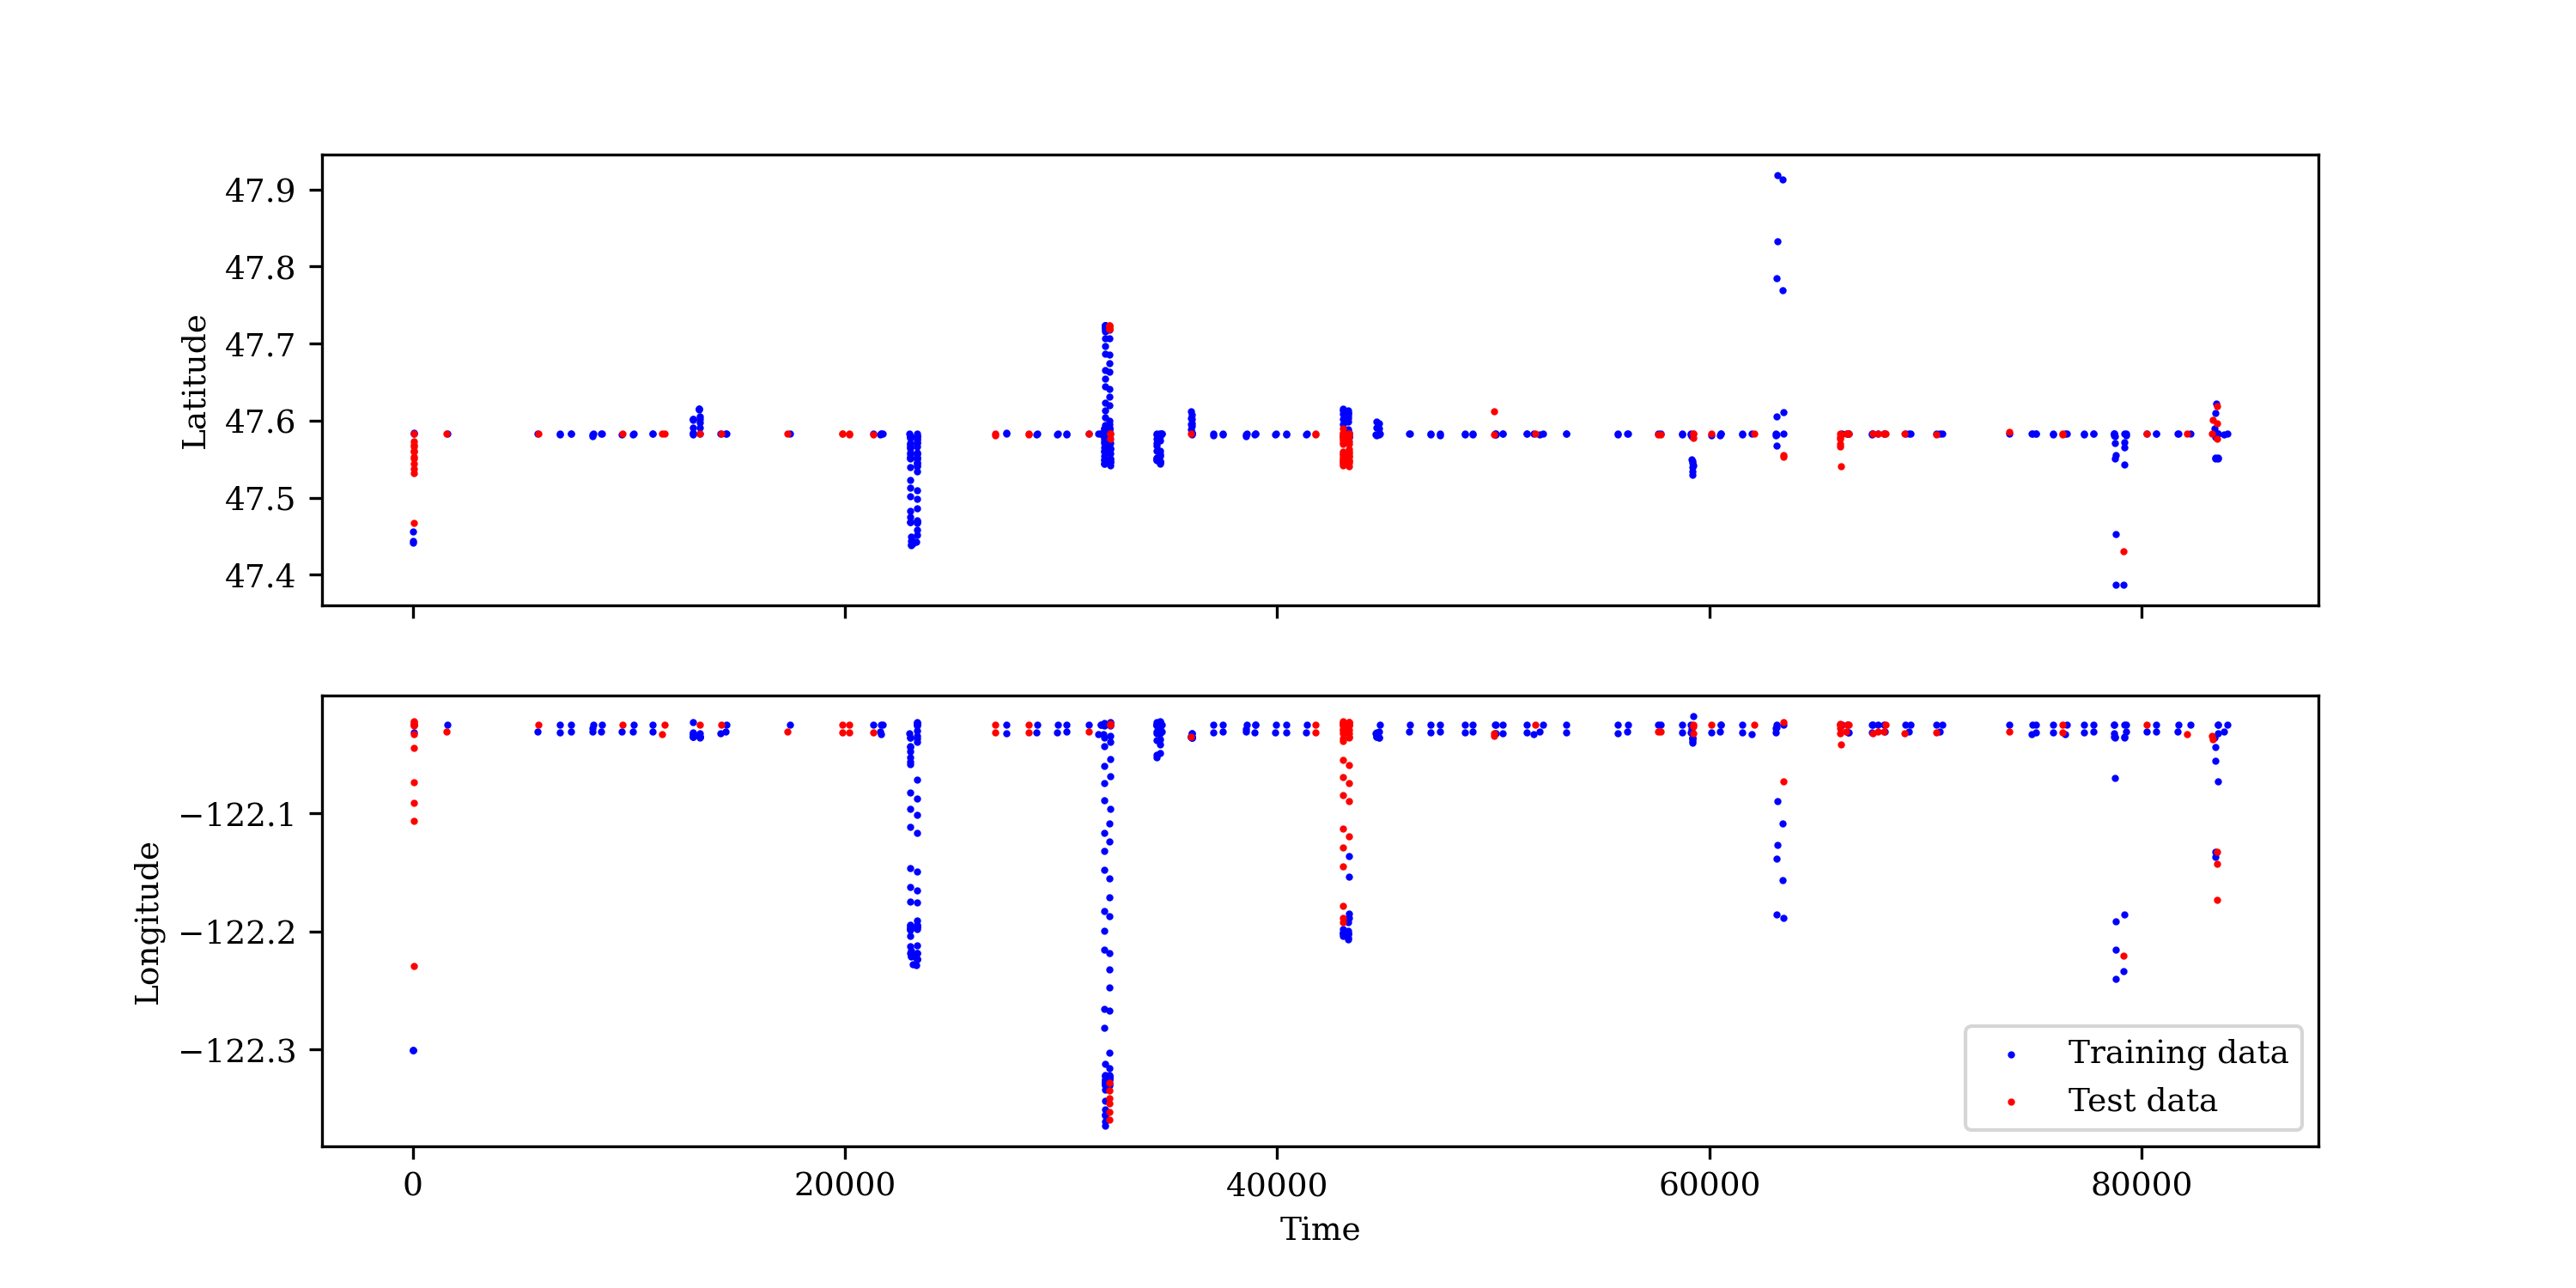 47.9
47.8
47.7
47.6
47.5
47.4
Latitude
−122.1
−122.2
−122.3
Longitude
Training data
Test data
0 20000 40000 60000 80000
Time